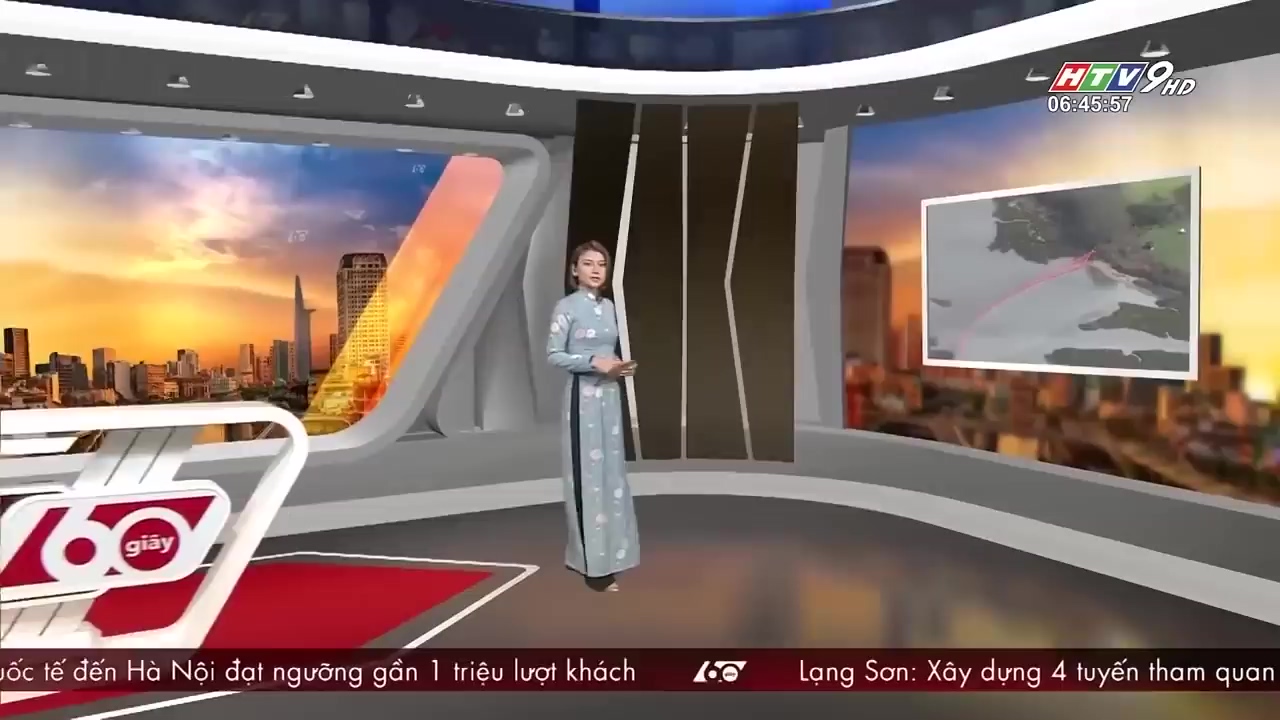 HTV9HD
06:45:57
60 giây
tế đến Hà Nội đạt ngưỡng gần 1 triệu lượt khách 60 Lạng Sơn: Xây dựng 4 tuyến tham quan